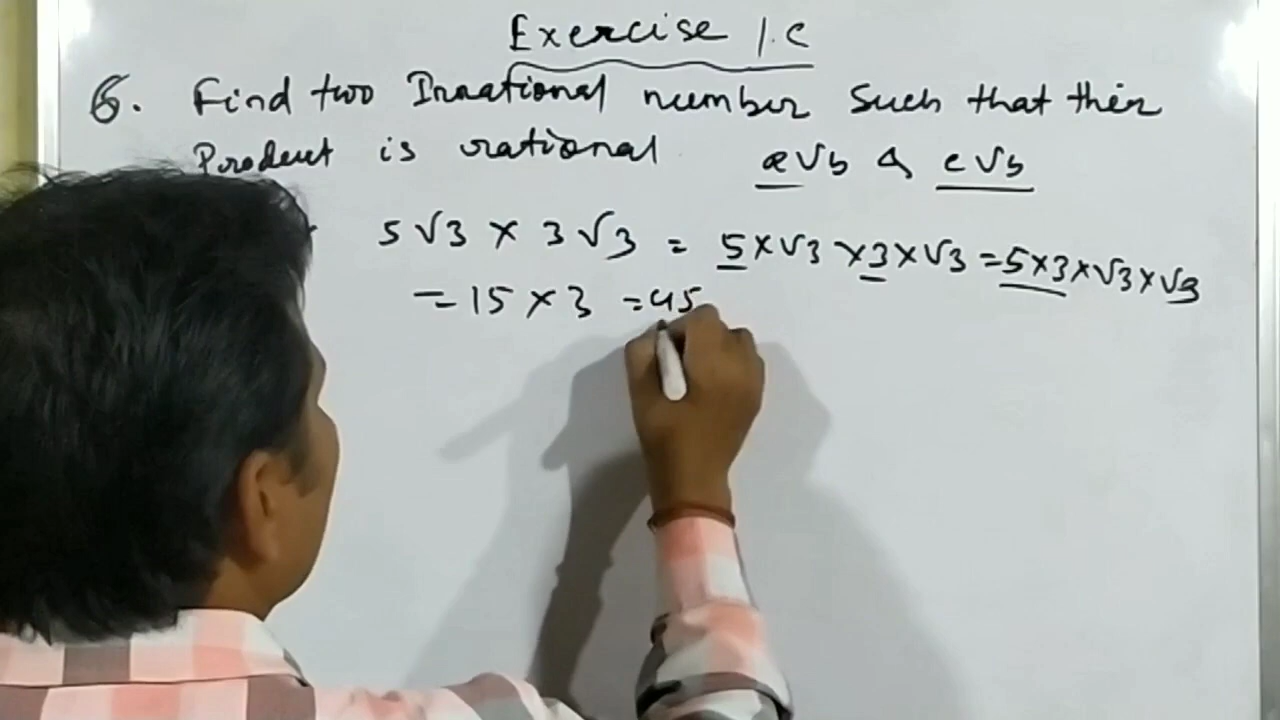 Exercise 1.c
6. Find two Irrational number such that thier
Product is rational a√b & c√b
5√3 × 3√3 = 5×√3 ×3×√3 =5×3×√3×√3
=15×3 =45